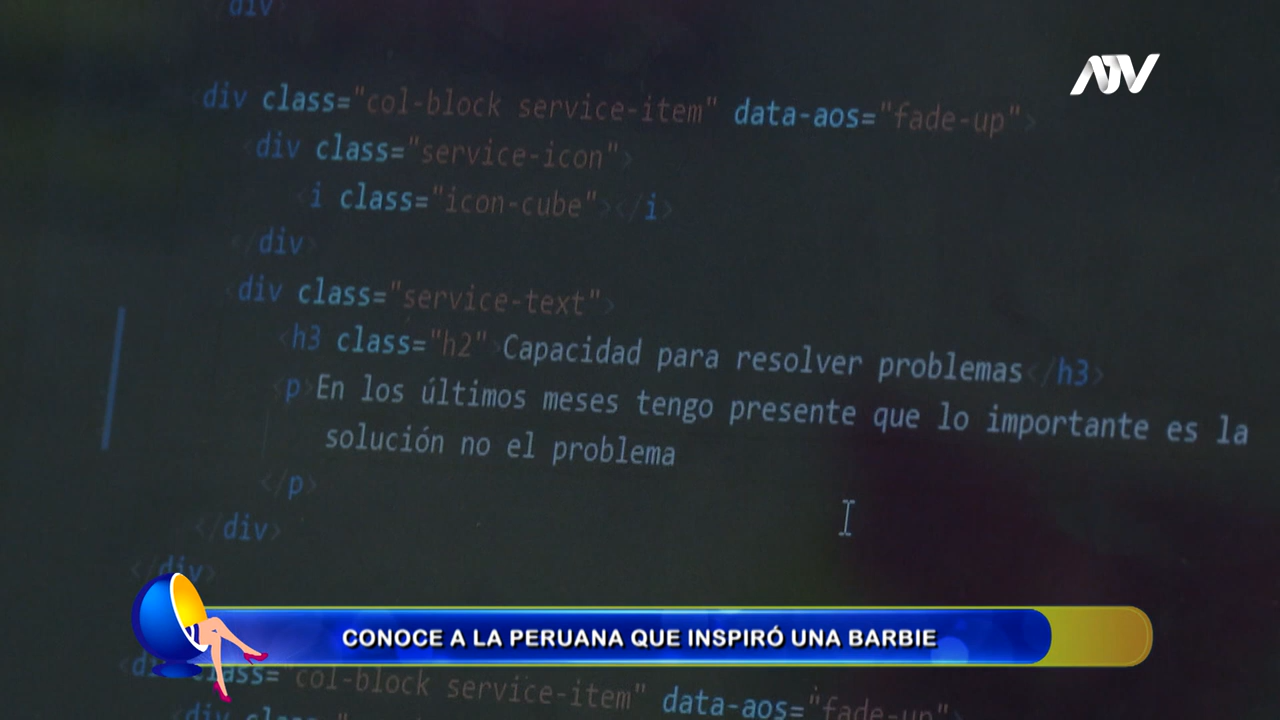 div
ATV
<div class="col-block service-item" data-aos="fade-up">
<div class="service-icon">
<i class="icon-cube"></i>
</div>
<div class="service-text">
<h3 class="h2">Capacidad para resolver problemas</h3>
<p>En los últimos meses tengo presente que lo importante es la
solución no el problema
</p>
</div>
</div>
CONOCE A LA PERUANA QUE INSPIRÓ UNA BARBIE
<div class="col-block service-item" data-aos="fade-up">